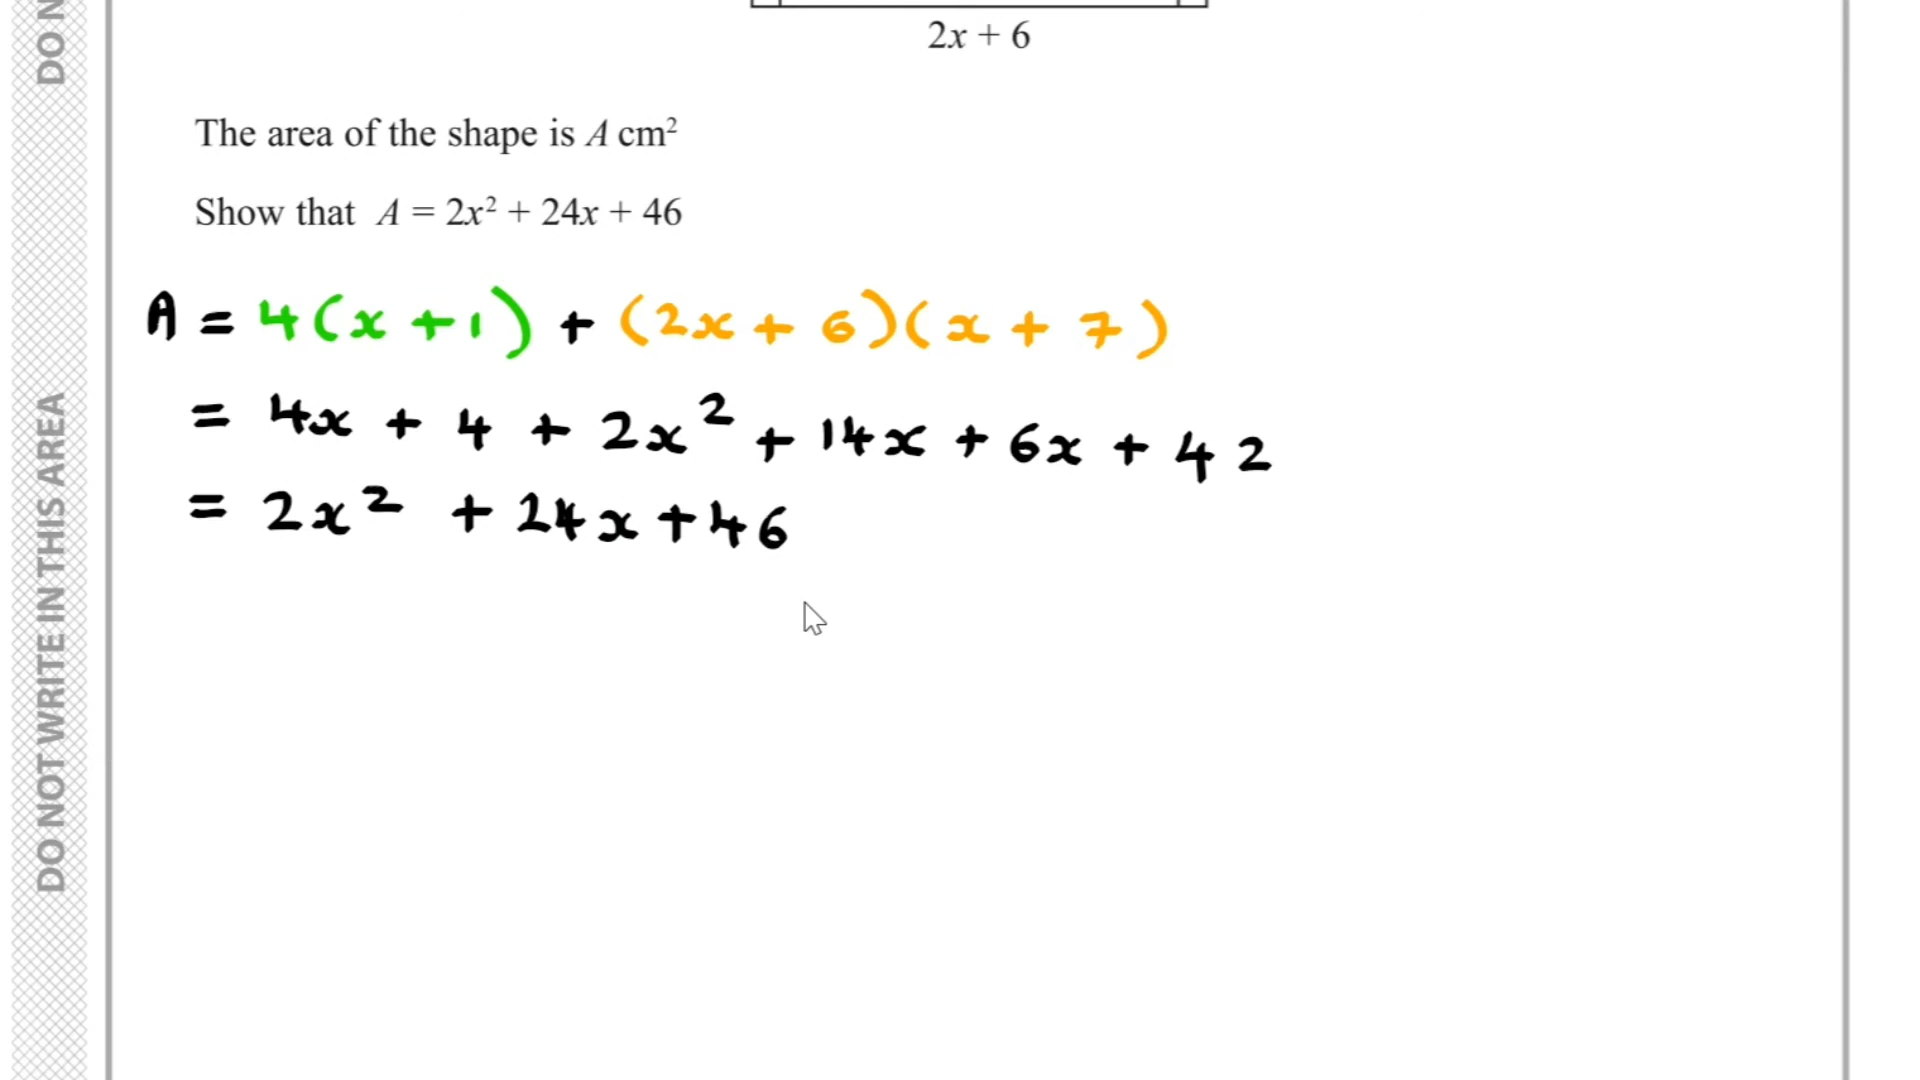 2x + 6
The area of the shape is A cm²
Show that A = 2x² + 24x + 46
A = 4(x + 1) + (2x + 6)(x + 7)
= 4x + 4 + 2x² + 14x + 6x + 42
= 2x² + 24x + 46
DO N
DO NOT WRITE IN THIS AREA